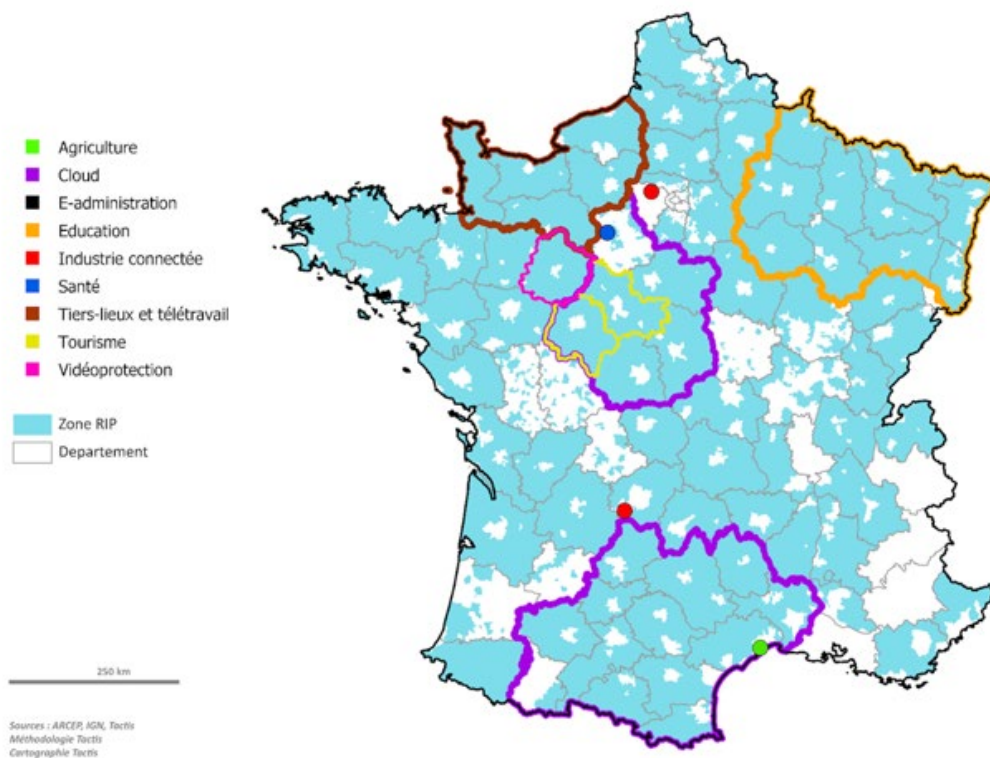 Agriculture
Cloud
E-administration
Education
Industrie connectée
Santé
Tiers-lieux et télétravail
Tourisme
Vidéoprotection
Zone RIP
Departement
250 km
Sources : ARCEP, IGN, Tactis
Méthodologie Tactis
Cartographie Tactis